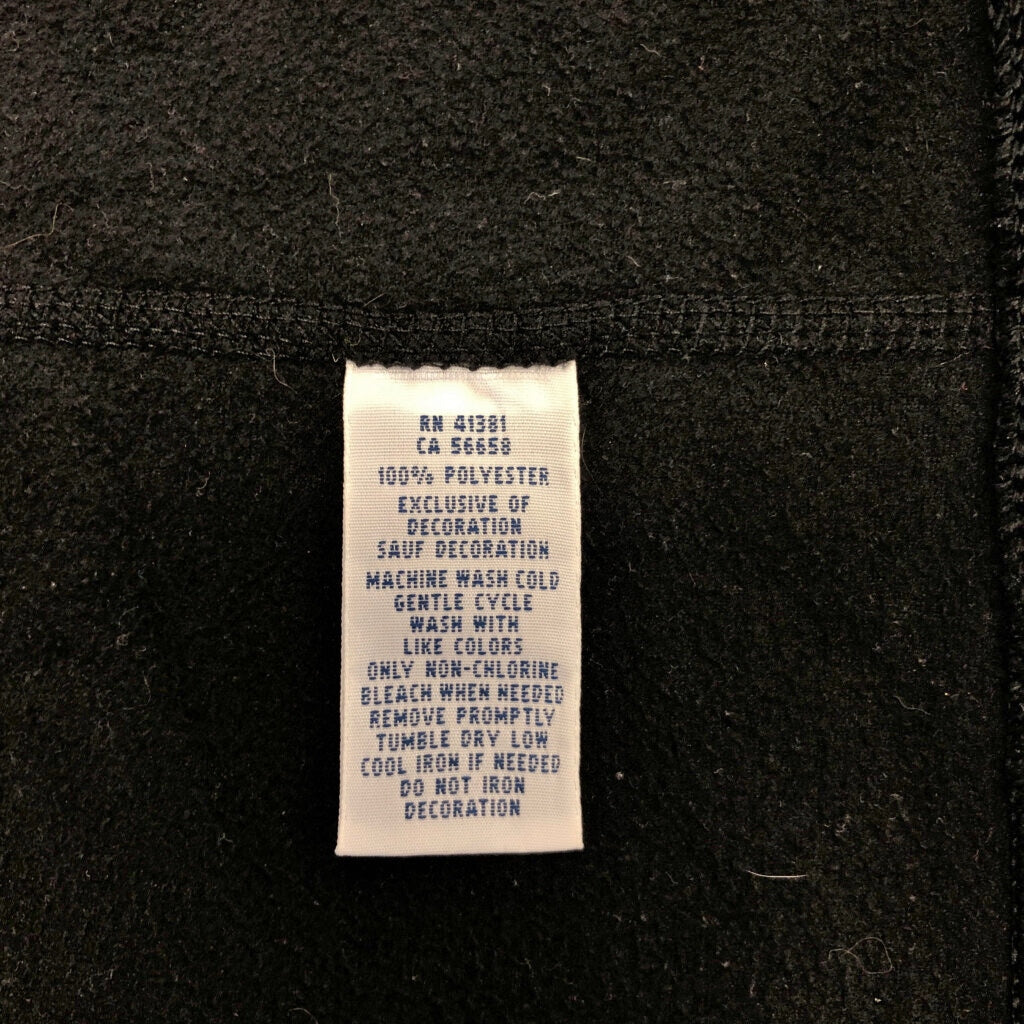 RN 41381
CA 56658
100% POLYESTER
EXCLUSIVE OF
DECORATION
SAUF DECORATION
MACHINE WASH COLD
GENTLE CYCLE
WASH WITH
LIKE COLORS
ONLY NON-CHLORINE
BLEACH WHEN NEEDED
REMOVE PROMPTLY
TUMBLE DRY LOW
COOL IRON IF NEEDED
DO NOT IRON
DECORATION